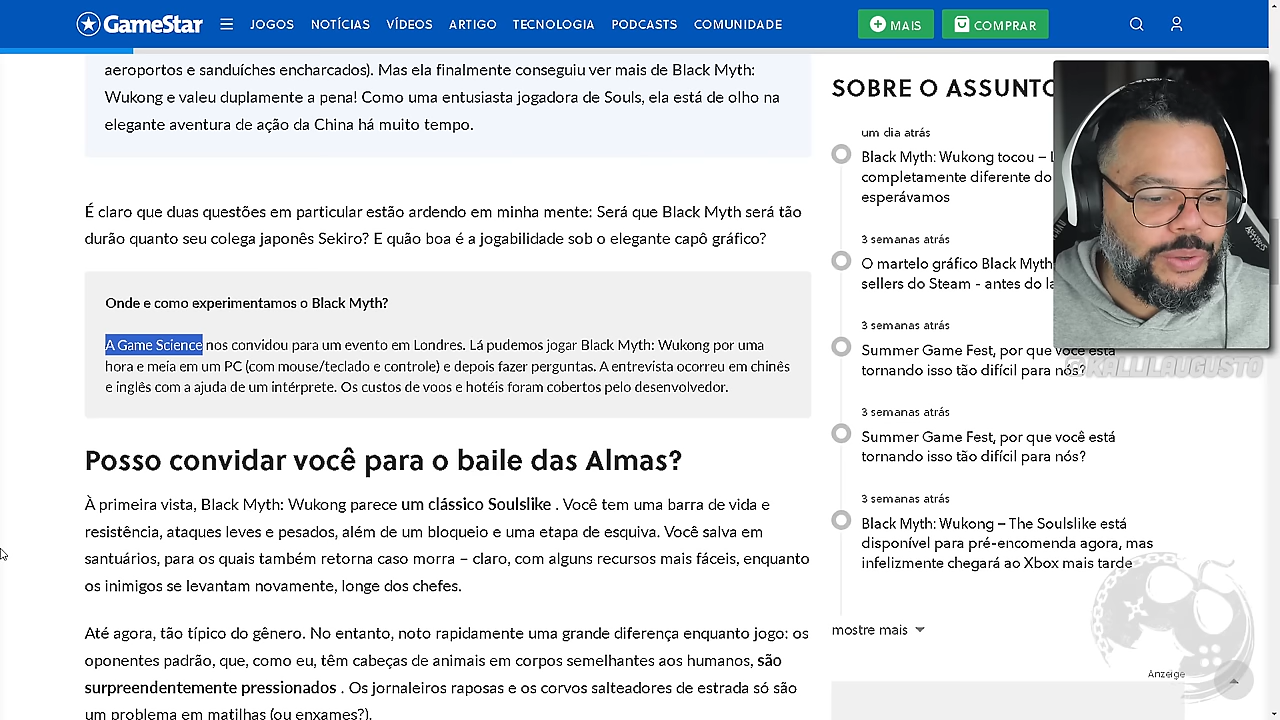 GameStar
JOGOS NOTÍCIAS VÍDEOS ARTIGO TECNOLOGIA PODCASTS COMUNIDADE
MAIS
COMPRAR
aeroportos e sanduíches encharcados). Mas ela finalmente conseguiu ver mais de Black Myth:
Wukong e valeu duplamente a pena! Como uma entusiasta jogadora de Souls, ela está de olho na
elegante aventura de ação da China há muito tempo.
É claro que duas questões em particular estão ardendo em minha mente: Será que Black Myth será tão
durão quanto seu colega japonês Sekiro? E quão boa é a jogabilidade sob o elegante capô gráfico?
Onde e como experimentamos o Black Myth?
A Game Science nos convidou para um evento em Londres. Lá pudemos jogar Black Myth: Wukong por uma
hora e meia em um PC (com mouse/teclado e controle) e depois fazer perguntas. A entrevista ocorreu em chinês
e inglês com a ajuda de um intérprete. Os custos de voos e hotéis foram cobertos pelo desenvolvedor.
Posso convidar você para o baile das Almas?
À primeira vista, Black Myth: Wukong parece um clássico Soulslike . Você tem uma barra de vida e
resistência, ataques leves e pesados, além de um bloqueio e uma etapa de esquiva. Você salva em
santuários, para os quais também retorna caso morra – claro, com alguns recursos mais fáceis, enquanto
os inimigos se levantam novamente, longe dos chefes.
Até agora, tão típico do gênero. No entanto, noto rapidamente uma grande diferença enquanto jogo: os
oponentes padrão, que, como eu, têm cabeças de animais em corpos semelhantes aos humanos, são
surpreendentemente pressionados . Os jornaleiros raposas e os corvos salteadores de estrada só são
um problema em matilhas (ou enxames?).
SOBRE O ASSUNTO
um dia atrás
Black Myth: Wukong tocou –
completamente diferente do
esperávamos
3 semanas atrás
O martelo gráfico Black Myth
sellers do Steam - antes do
3 semanas atrás
Summer Game Fest, por que você está
tornando isso tão difícil para nós?
3 semanas atrás
Summer Game Fest, por que você está
tornando isso tão difícil para nós?
3 semanas atrás
Black Myth: Wukong – The Soulslike está
disponível para pré-encomenda agora, mas
infelizmente chegará ao Xbox mais tarde
mostre mais
Anzeige
@KALLILAUGUSTO